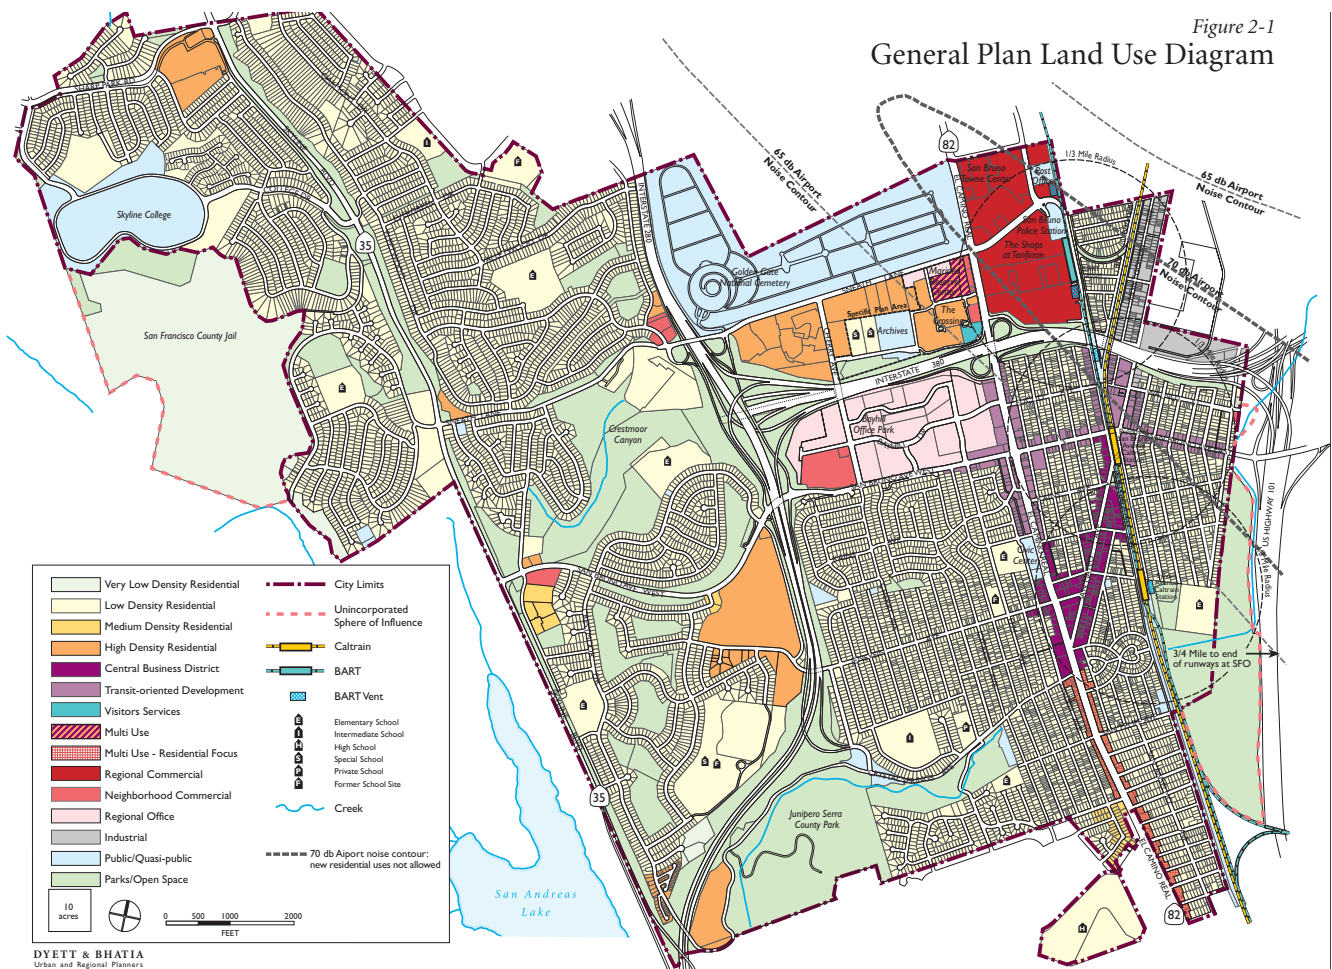 Figure 2-1
General Plan Land Use Diagram
82
65 db Airport
Noise Contour
1/3 Mile Radius
65 db Airport
Noise Contour
San Bruno
Towne Center
Post
Office
San Bruno
Police Station
The Shops
at Tanforan
70 db Airport
Noise Contour
SHARP PARK RD
INTERSTATE 280
EL CAMINO REAL
Skyline College
35
Golden Gate
National Cemetery
Specific Plan Area
The
Crossing
Archives
San Francisco County Jail
INTERSTATE 380
Bayhill
Office Park
Crestmoor
Canyon
US HIGHWAY 101
Civic
Center
Caltrain
Station
3/4 Mile to end
of runways at SFO
35
Junipero Serra
County Park
EL CAMINO REAL
82
San Andreas
Lake
Very Low Density Residential
Low Density Residential
Medium Density Residential
High Density Residential
Central Business District
Transit-oriented Development
Visitors Services
Multi Use
Multi Use - Residential Focus
Regional Commercial
Neighborhood Commercial
Regional Office
Industrial
Public/Quasi-public
Parks/Open Space
City Limits
Unincorporated
Sphere of Influence
Caltrain
BART
BART Vent
E Elementary School
I Intermediate School
H High School
S Special School
P Private School
F Former School Site
Creek
70 db Aiport noise contour:
new residential uses not allowed
10
acres
0 500 1000 2000
FEET
DYETT & BHATIA
Urban and Regional Planners